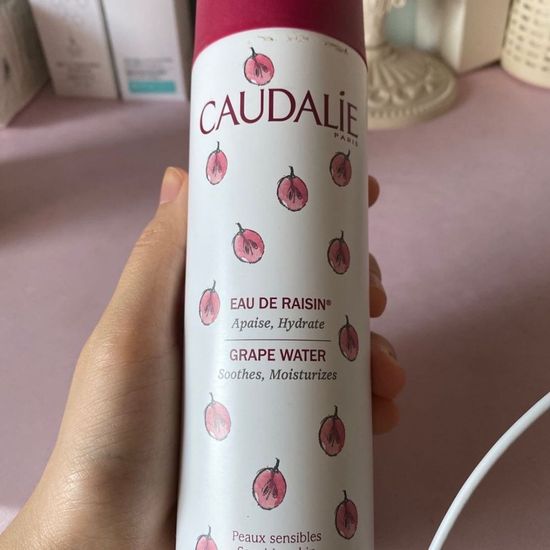 CAUDALIE
PARIS
EAU DE RAISIN®
Apaise, Hydrate
GRAPE WATER
Soothes, Moisturizes
Peaux sensibles